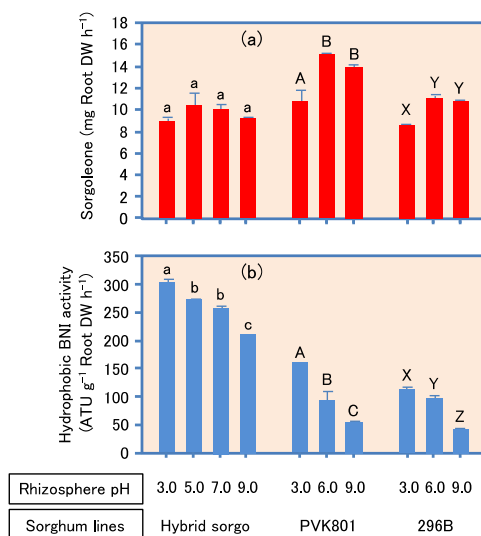 Sorgoleone (mg Root DW h⁻¹)
18
16
14
12
10
8
6
4
2
0
(a)
a a a a A B B X Y Y
Hydrophobic BNI activity
(ATU g⁻¹ Root DW h⁻¹)
350
300
250
200
150
100
50
0
(b)
a b b c A B C X Y Z
Rhizosphere pH 3.0 5.0 7.0 9.0 3.0 6.0 9.0 3.0 6.0 9.0
Sorghum lines Hybrid sorgo PVK801 296B